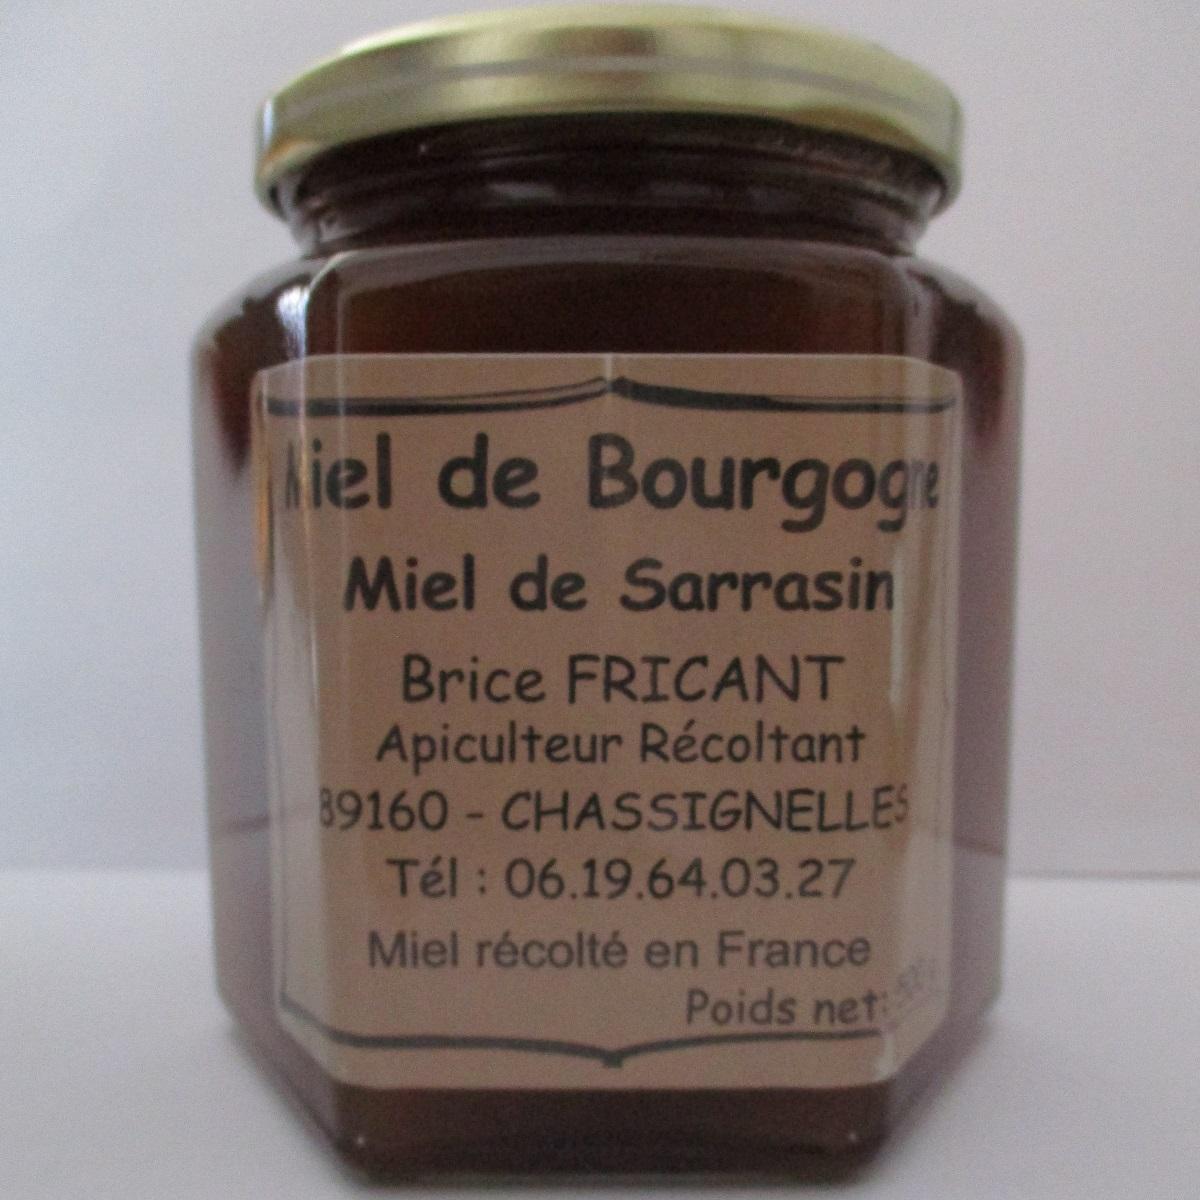 Miel de Bourgogne
Miel de Sarrasin
Brice FRICANT
Apiculteur Récoltant
89160 - CHASSIGNELLES
Tél : 06.19.64.03.27
Miel récolté en France
Poids net: